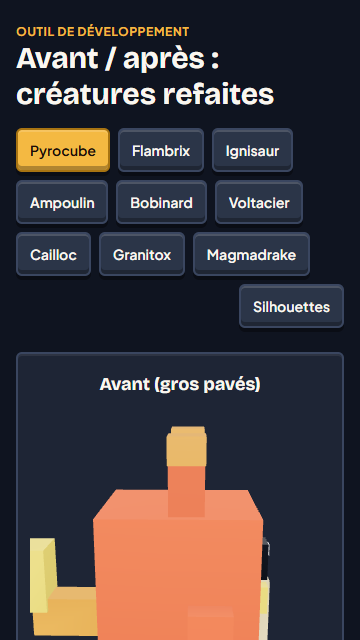 OUTIL DE DÉVELOPPEMENT
Avant / après :
créatures refaites
Pyrocube
Flambrix
Ignisaur
Ampoulin
Bobinard
Voltacier
Cailloc
Granitox
Magmadrake
Silhouettes
Avant (gros pavés)